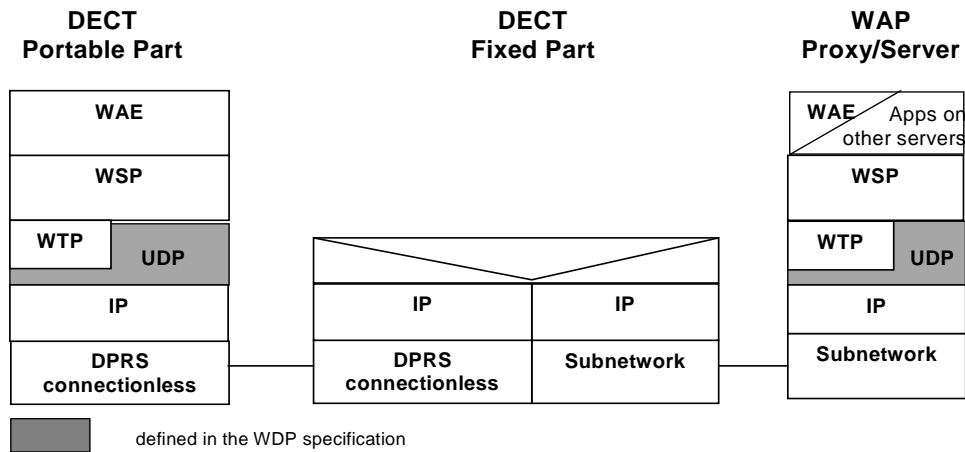 DECT
Portable Part
DECT
Fixed Part
WAP
Proxy/Server
WAE
WSP
WTP
UDP
IP
DPRS
connectionless
IP
IP
DPRS
connectionless
Subnetwork
WAE
Apps on
other servers
WSP
WTP
UDP
IP
Subnetwork
defined in the WDP specification